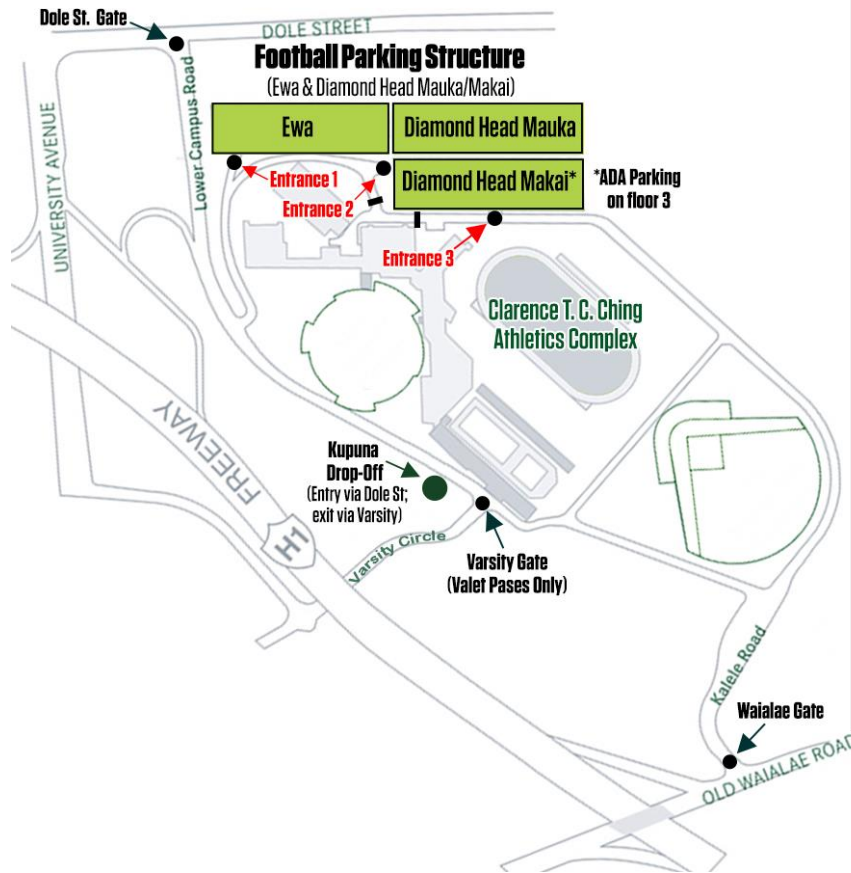 Dole St. Gate
DOLE STREET
Football Parking Structure
(Ewa & Diamond Head Mauka/Makai)
UNIVERSITY AVENUE
Lower Campus Road
Ewa
Diamond Head Mauka
Diamond Head Makai*
*ADA Parking
on floor 3
Entrance 1
Entrance 2
Entrance 3
Clarence T. C. Ching
Athletics Complex
FREEWAY
H1
Kupuna
Drop-Off
(Entry via Dole St;
exit via Varsity)
Varsity Circle
Varsity Gate
(Valet Pases Only)
Kalele Road
Waialae Gate
OLD WAIALAE ROAD